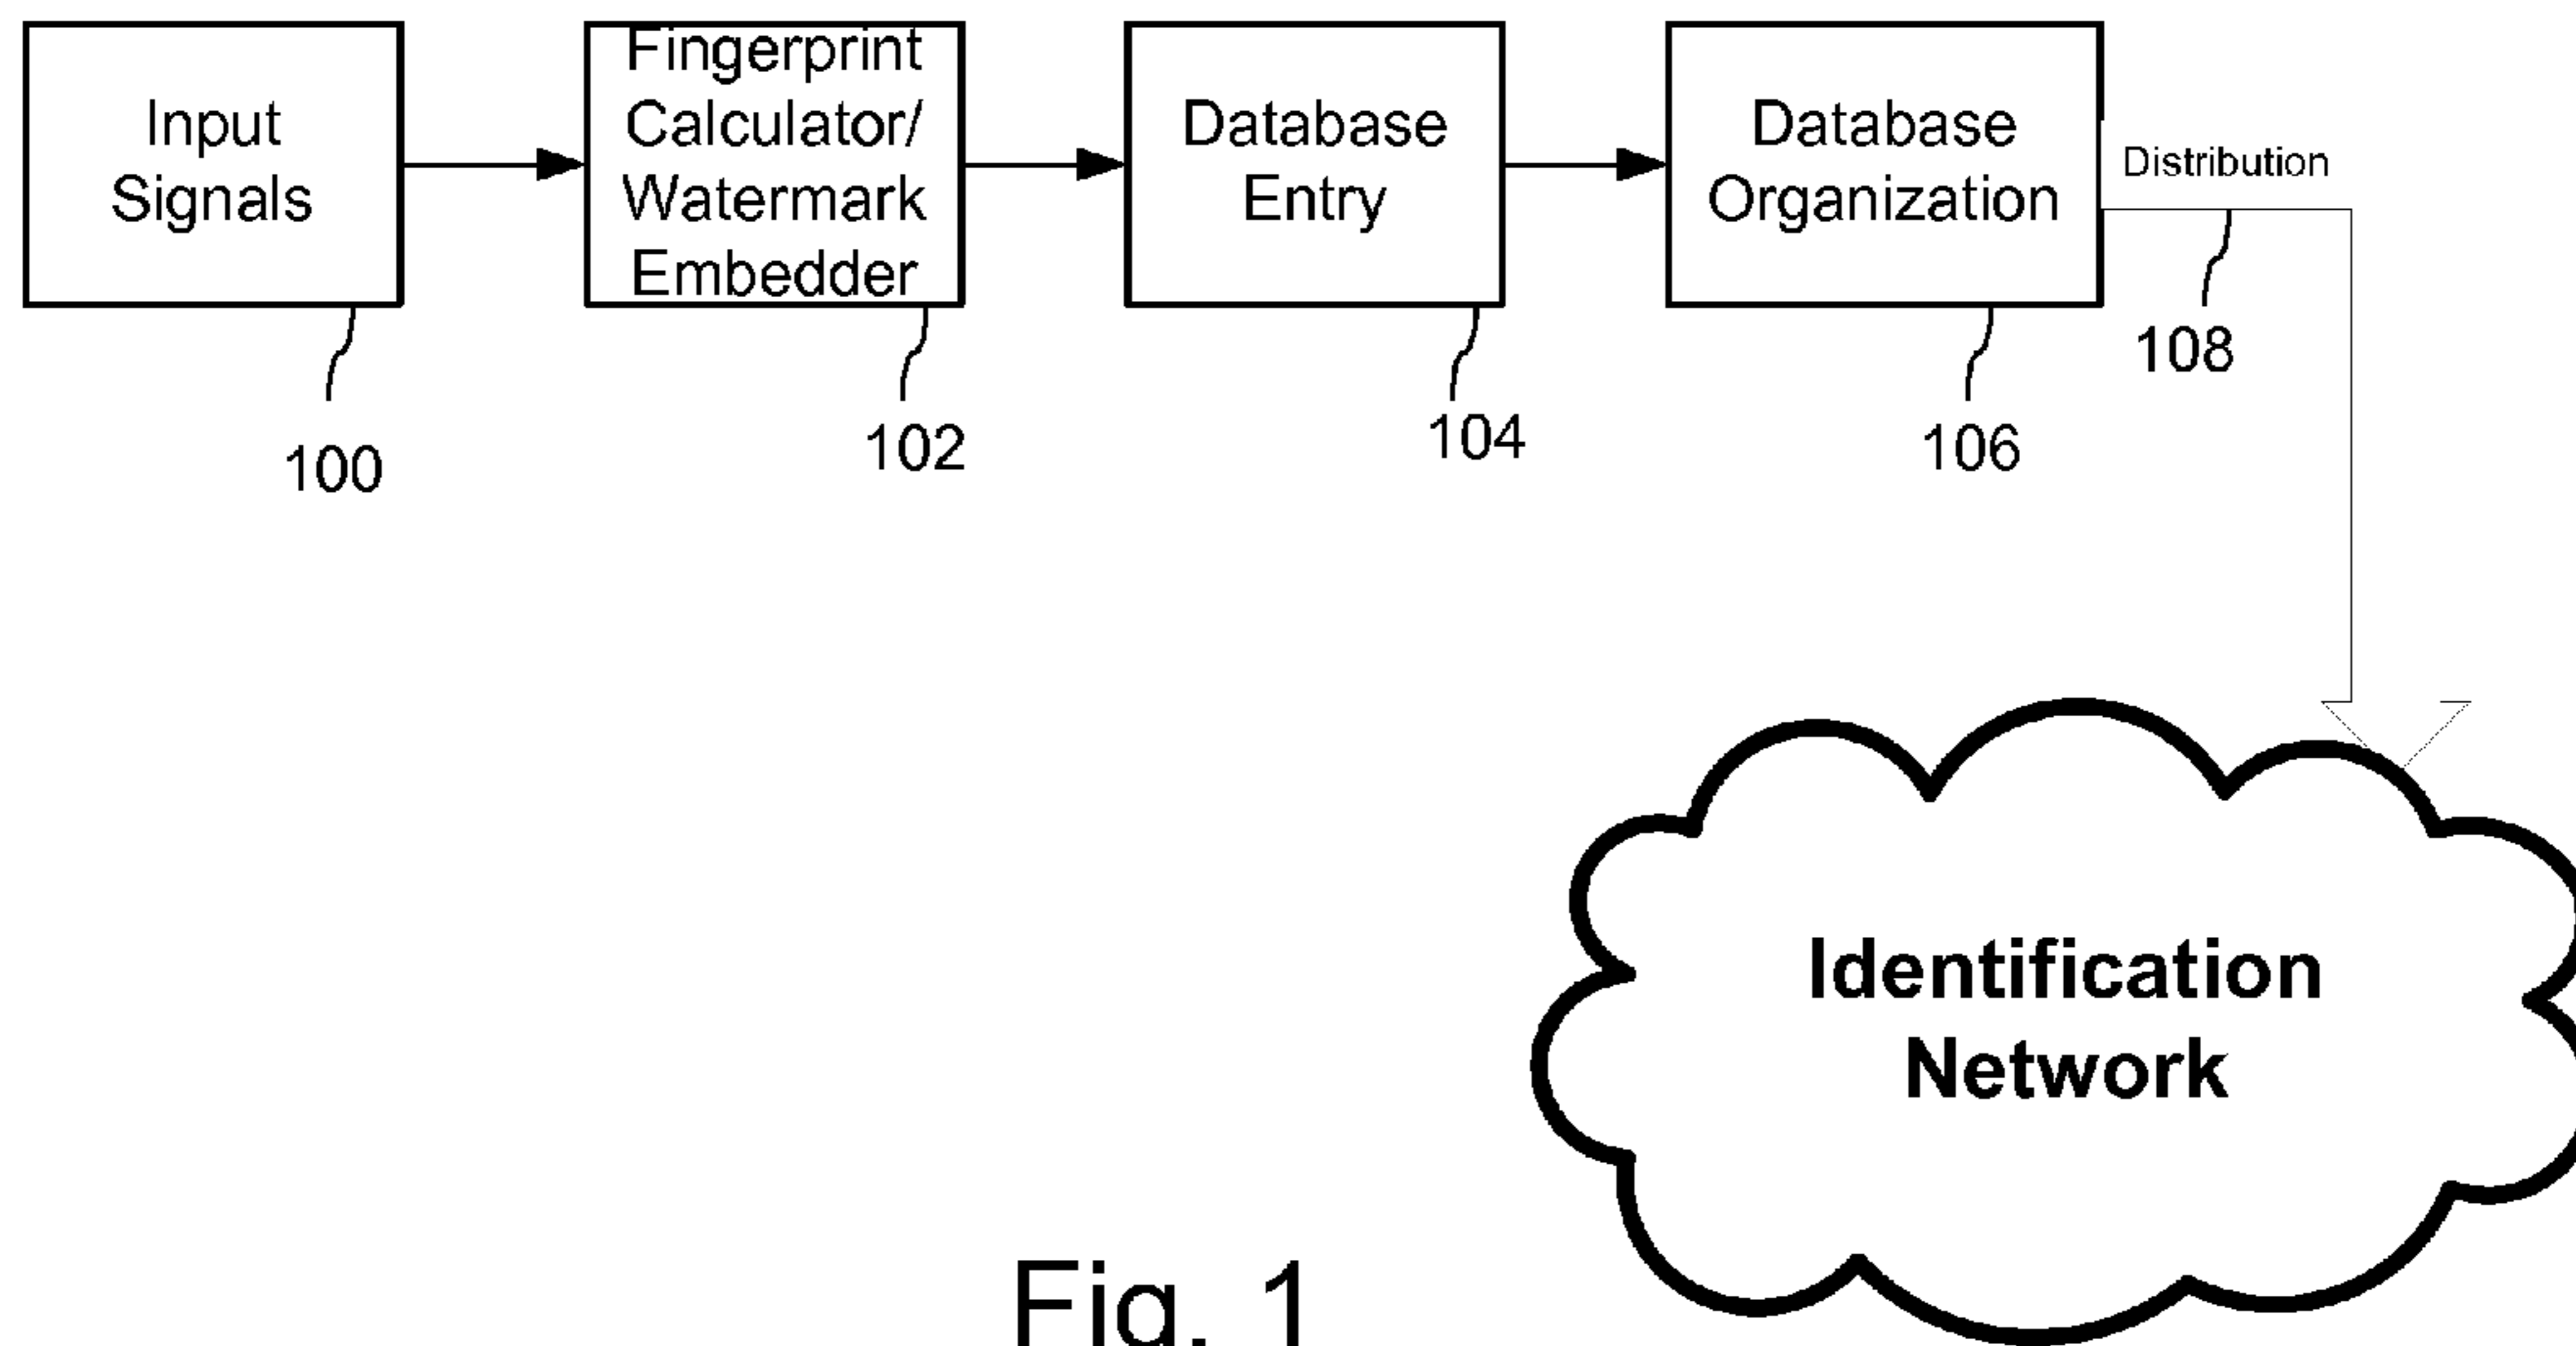 Input
Signals
Fingerprint
Calculator/
Watermark
Embedder
Database
Entry
Database
Organization
Distribution
100
102
104
106
108
Identification
Network
Fig. 1